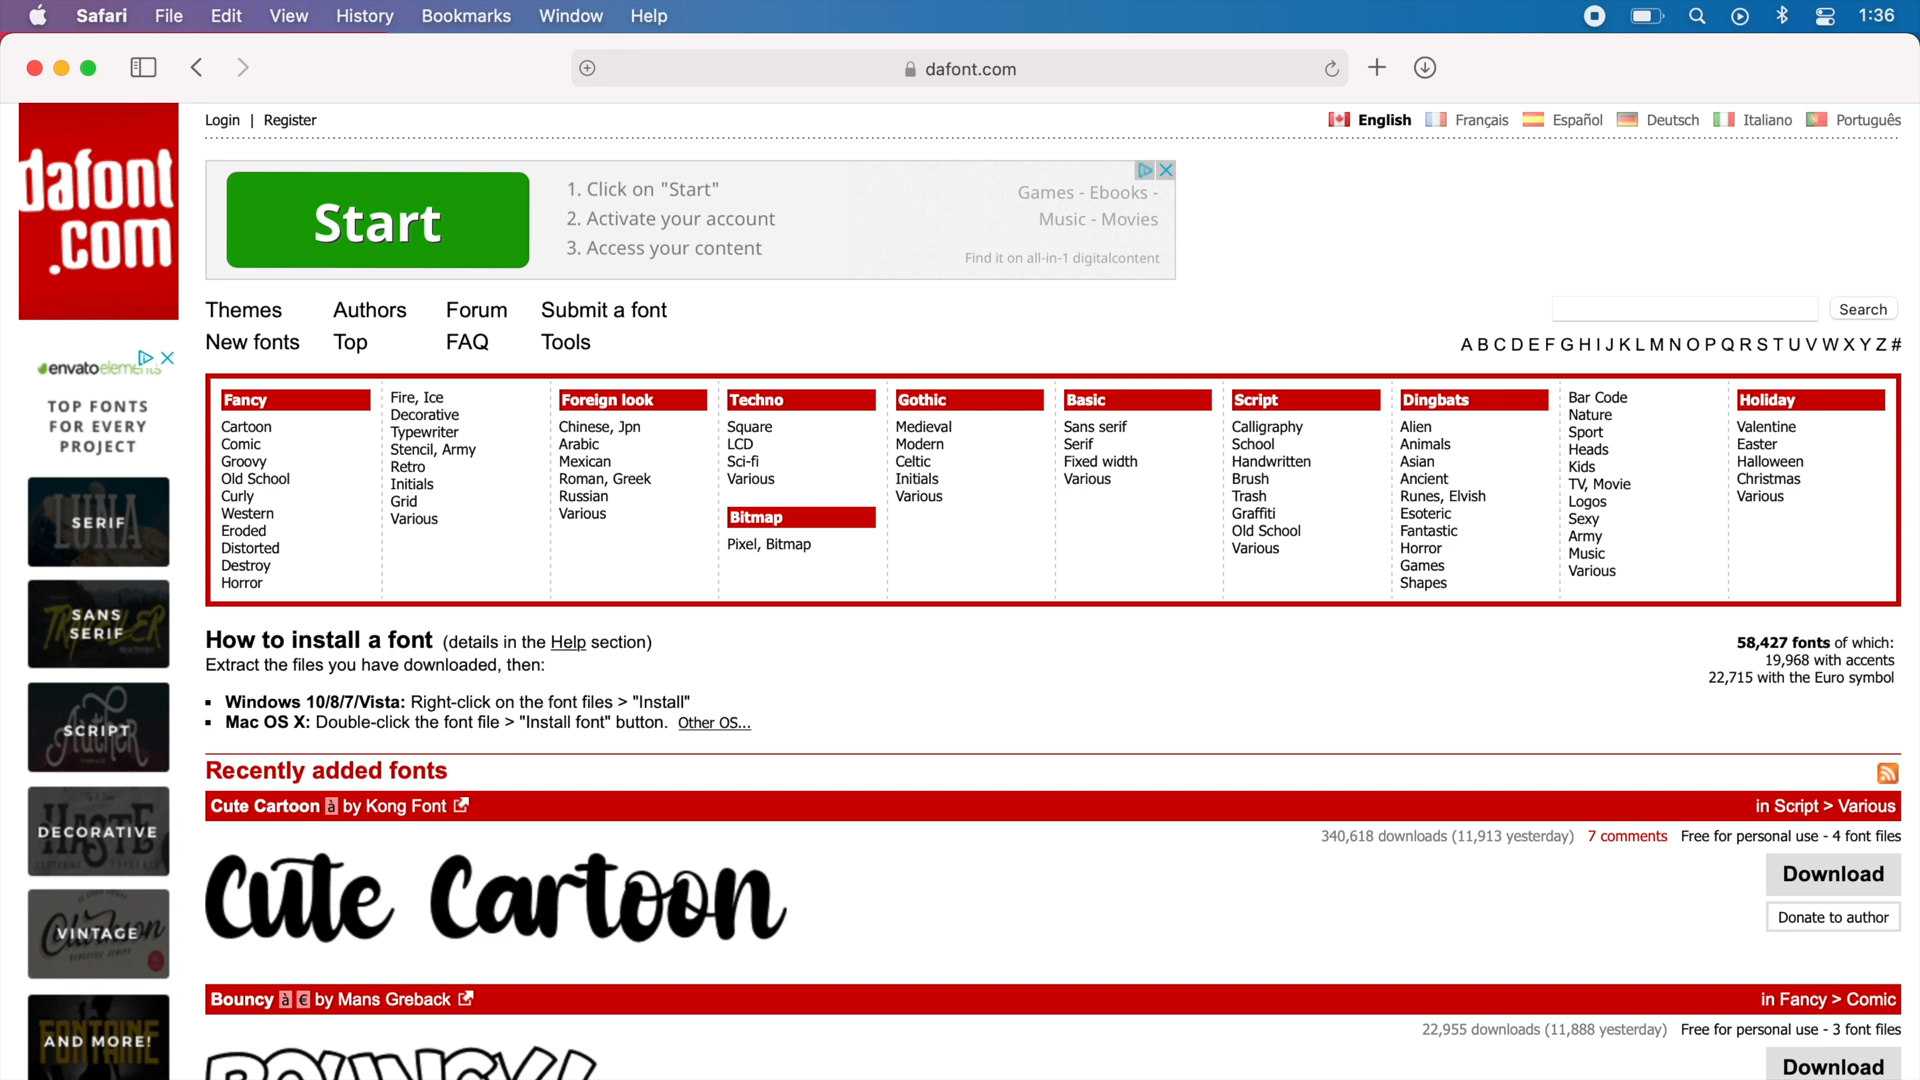 Safari File Edit View History Bookmarks Window Help 1:36
dafont.com
dafont
.com
Login | Register
English Français Español Deutsch Italiano Português
Start
1. Click on "Start"
2. Activate your account
3. Access your content
Games - Ebooks -
Music - Movies
Find it on all-in-1 digitalcontent
Themes Authors Forum Submit a font
New fonts Top FAQ Tools
Search
A B C D E F G H I J K L M N O P Q R S T U V W X Y Z #
envatoelements
TOP FONTS
FOR EVERY
PROJECT
LUNA
SERIF
SANS
SERIF
SCRIPT
HASTE
DECORATIVE
VINTAGE
FONTAINE
AND MORE!
Fancy
Cartoon
Comic
Groovy
Old School
Curly
Western
Eroded
Distorted
Destroy
Horror
Fire, Ice
Decorative
Typewriter
Stencil, Army
Retro
Initials
Grid
Various
Foreign look
Chinese, Jpn
Arabic
Mexican
Roman, Greek
Russian
Various
Techno
Square
LCD
Sci-fi
Various
Bitmap
Pixel, Bitmap
Gothic
Medieval
Modern
Celtic
Initials
Various
Basic
Sans serif
Serif
Fixed width
Various
Script
Calligraphy
School
Handwritten
Brush
Trash
Graffiti
Old School
Various
Dingbats
Alien
Animals
Asian
Ancient
Runes, Elvish
Esoteric
Fantastic
Horror
Games
Shapes
Bar Code
Nature
Sport
Heads
Kids
TV, Movie
Logos
Sexy
Army
Music
Various
Holiday
Valentine
Easter
Halloween
Christmas
Various
How to install a font (details in the Help section)
Extract the files you have downloaded, then:
Windows 10/8/7/Vista: Right-click on the font files > "Install"
Mac OS X: Double-click the font file > "Install font" button. Other OS...
58,427 fonts of which:
19,968 with accents
22,715 with the Euro symbol
Recently added fonts
Cute Cartoon à by Kong Font in Script > Various
340,618 downloads (11,913 yesterday) 7 comments Free for personal use - 4 font files
Cute Cartoon
Download
Donate to author
Bouncy à € by Mans Greback in Fancy > Comic
22,955 downloads (11,888 yesterday) Free for personal use - 3 font files
BOUNCY!
Download